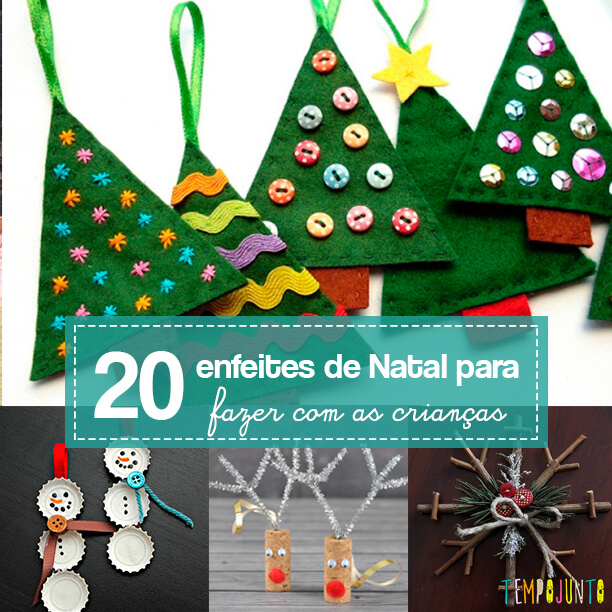 20 enfeites de Natal para
fazer com as crianças
TEMPOJUNTO